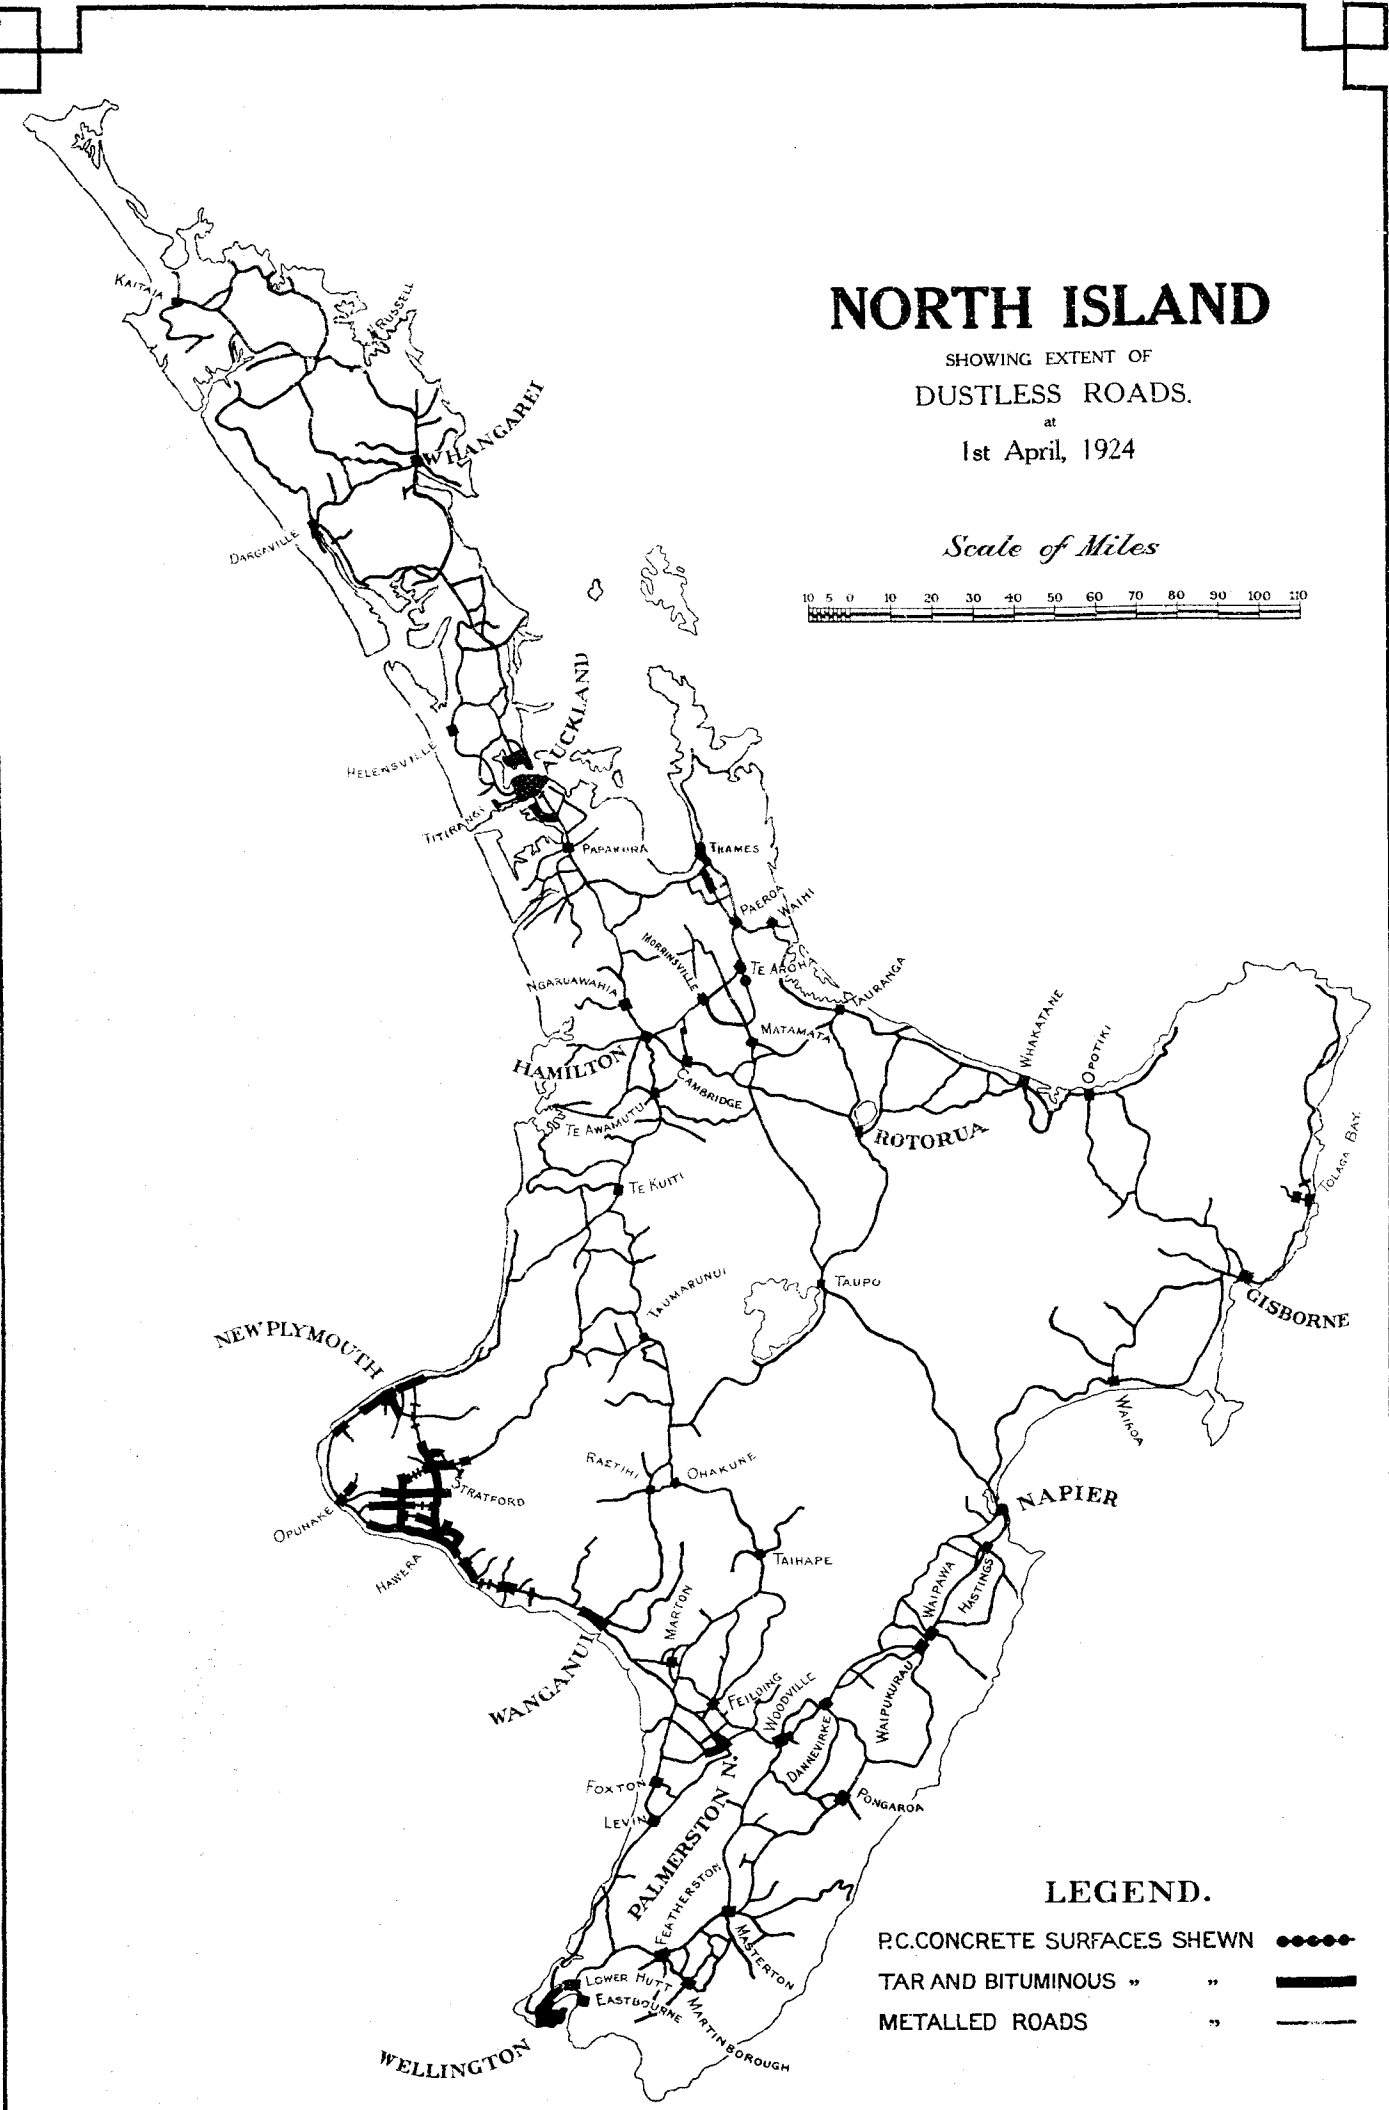 NORTH ISLAND
SHOWING EXTENT OF
DUSTLESS ROADS.
at
1st April, 1924
Scale of Miles
10 5 0 10 20 30 40 50 60 70 80 90 100 110
KAITAIA
RUSSELL
WHANGAREI
DARGAVILLE
HELENSVILLE
AUCKLAND
TITIRANGI
PAPAKURA
THAMES
PAEROA
WAIHI
MORRINSVILLE
TE AROHA
NGARUAWAHIA
TAURANGA
MATAMATA
WHAKATANE
OPOTIKI
HAMILTON
CAMBRIDGE
TE AWAMUTU
ROTORUA
TOLAGA BAY.
TE KUITI
TAUMARUNUI
TAUPO
GISBORNE
NEW PLYMOUTH
WAIROA
RAETIHI
OHAKUNE
STRATFORD
NAPIER
OPUNAKE
HAWERA
TAIHAPE
WAIPAWA
HASTINGS
MARTON
WANGANUI
FEILDING
WOODVILLE
WAIPUKURAU
DANNEVIRKE
FOXTON
PALMERSTON N.
PONGAROA
LEVIN
FEATHERSTON
MASTERTON
LOWER HUTT
EASTBOURNE
MARTINBOROUGH
WELLINGTON
LEGEND.
P.C. CONCRETE SURFACES SHEWN
TAR AND BITUMINOUS " "
METALLED ROADS "